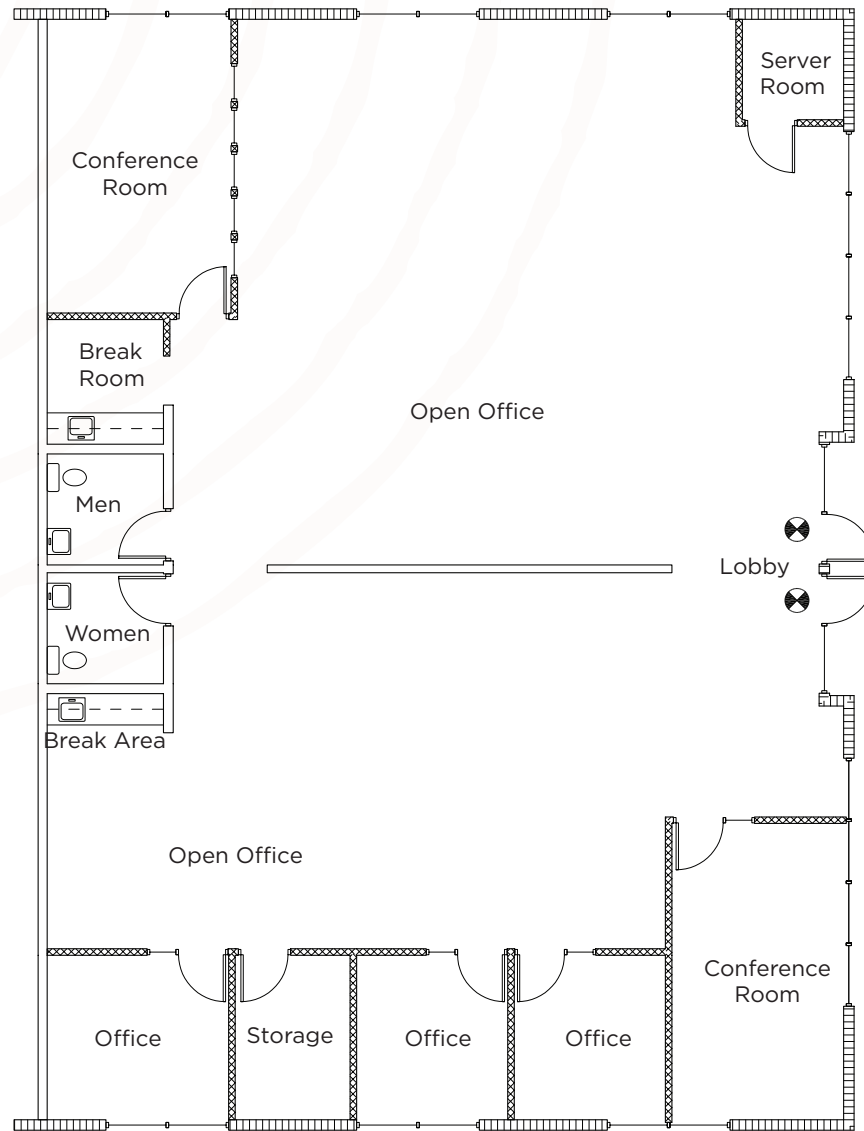 Server
Room
Conference
Room
Break
Room
Open Office
Men
Lobby
Women
Break Area
Open Office
Conference
Room
Office
Storage
Office
Office